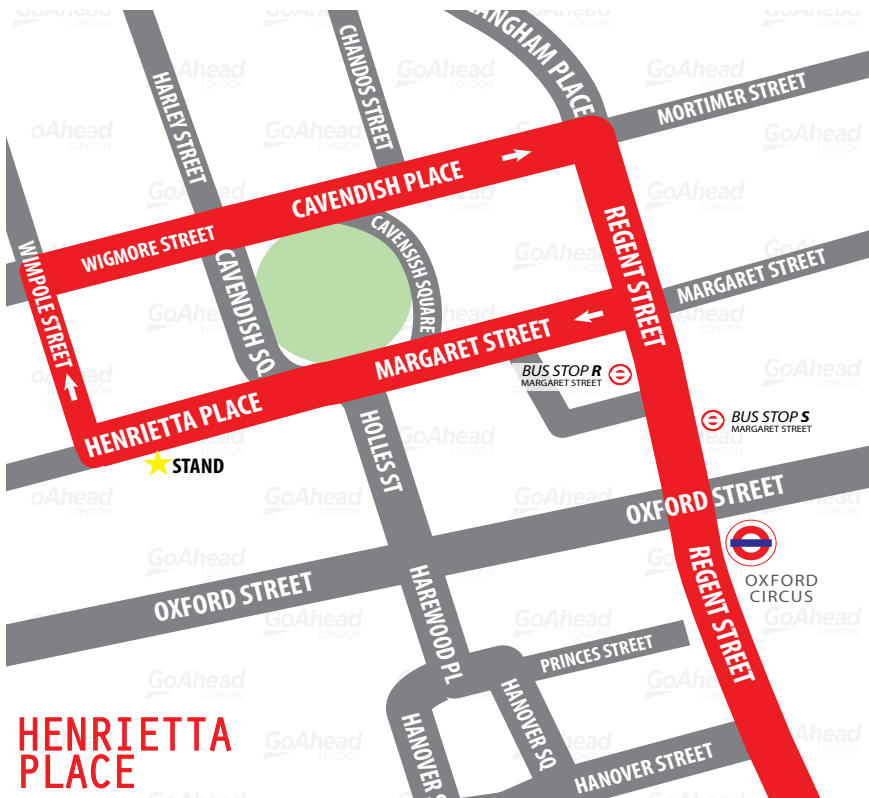 LANGHAM PLACE
CHANDOS STREET
HARLEY STREET
MORTIMER STREET
CAVENDISH PLACE
WIGMORE STREET
CAVENSISH SQUARE
REGENT STREET
WIMPOLE STREET
CAVENDISH SQ
MARGARET STREET
MARGARET STREET
BUS STOP R
MARGARET STREET
HENRIETTA PLACE
BUS STOP S
MARGARET STREET
STAND
HOLLES ST
OXFORD STREET
OXFORD STREET
OXFORD
CIRCUS
REGENT STREET
HAREWOOD PL
PRINCES STREET
HANOVER SQ
HANOVER S
HANOVER STREET
HENRIETTA
PLACE
GoAhead
LONDON